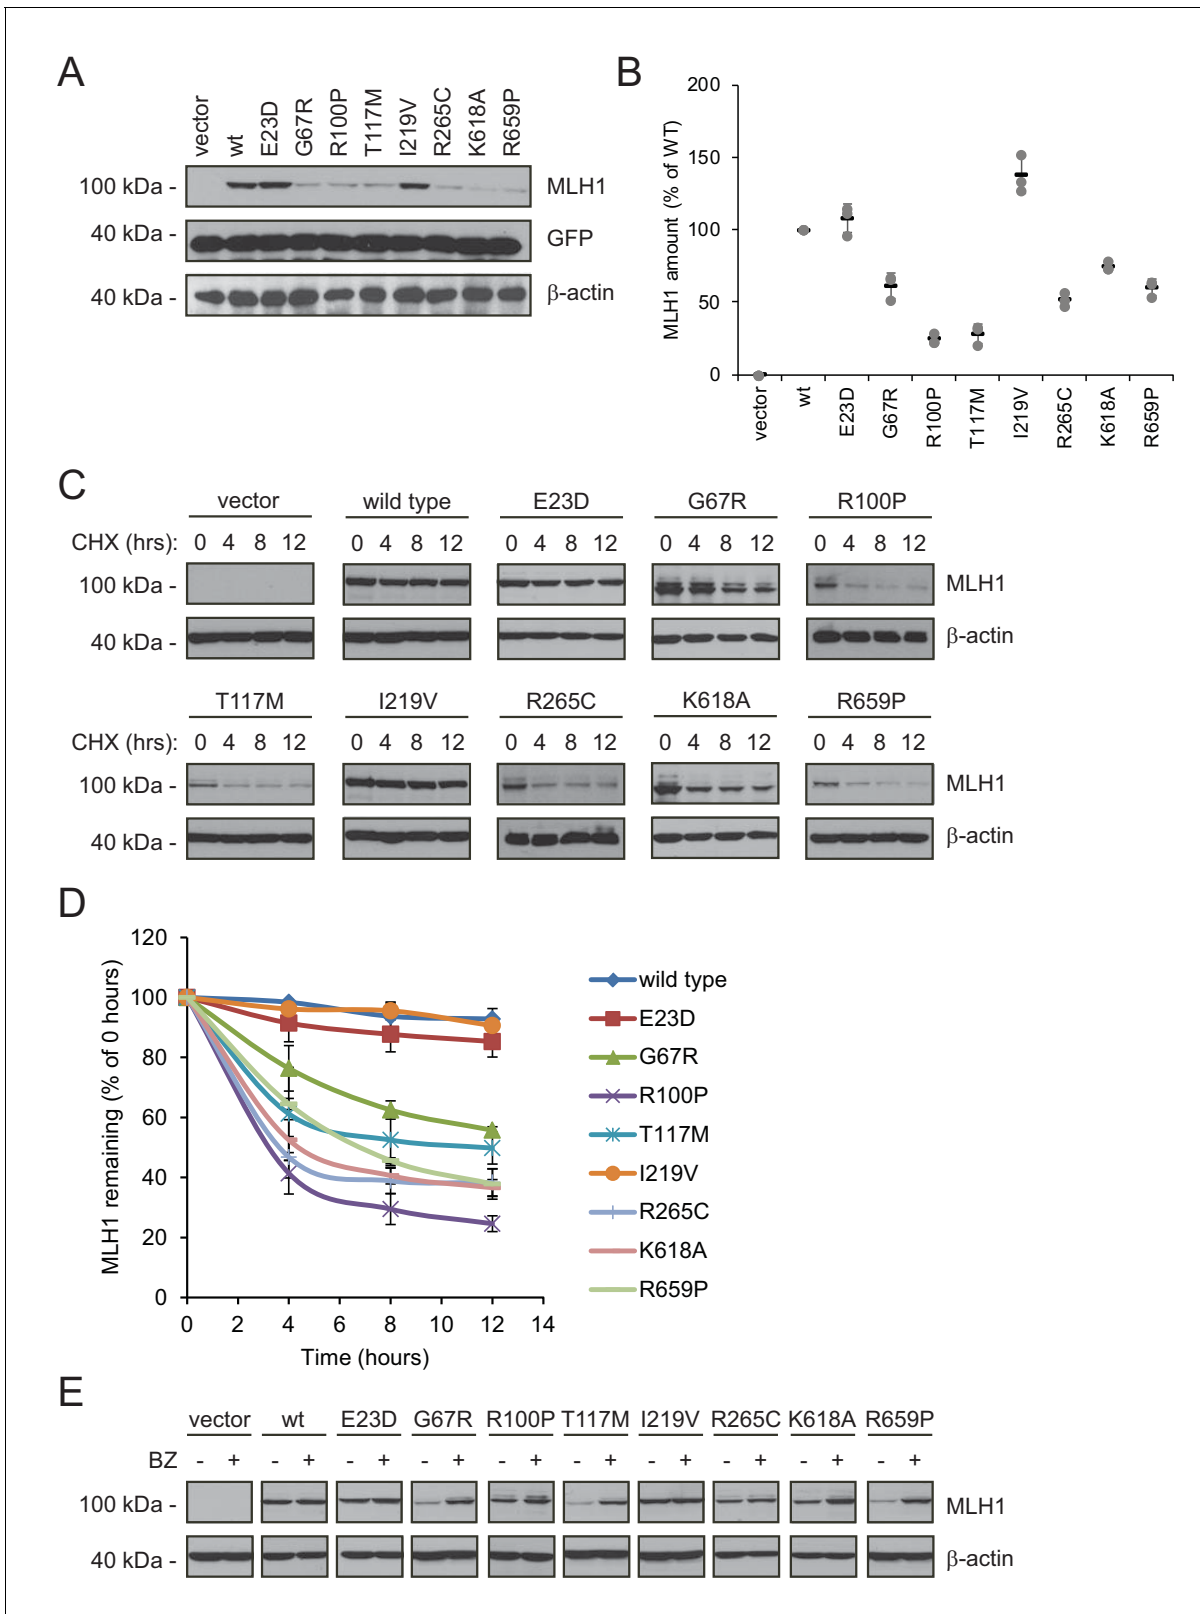 A
vector wt E23D G67R R100P T117M I219V R265C K618A R659P
100 kDa - MLH1
40 kDa - GFP
40 kDa - β-actin
B
MLH1 amount (% of WT)
200
150
100
50
0
vector wt E23D G67R R100P T117M I219V R265C K618A R659P
C
vector wild type E23D G67R R100P
CHX (hrs): 0 4 8 12 0 4 8 12 0 4 8 12 0 4 8 12 0 4 8 12
100 kDa - MLH1
40 kDa - β-actin
T117M I219V R265C K618A R659P
CHX (hrs): 0 4 8 12 0 4 8 12 0 4 8 12 0 4 8 12 0 4 8 12
100 kDa - MLH1
40 kDa - β-actin
D
MLH1 remaining (% of 0 hours)
120
100
80
60
40
20
0
0 2 4 6 8 10 12 14
Time (hours)
wild type
E23D
G67R
R100P
T117M
I219V
R265C
K618A
R659P
E
vector wt E23D G67R R100P T117M I219V R265C K618A R659P
BZ - + - + - + - + - + - + - + - + - + - +
100 kDa - MLH1
40 kDa - β-actin